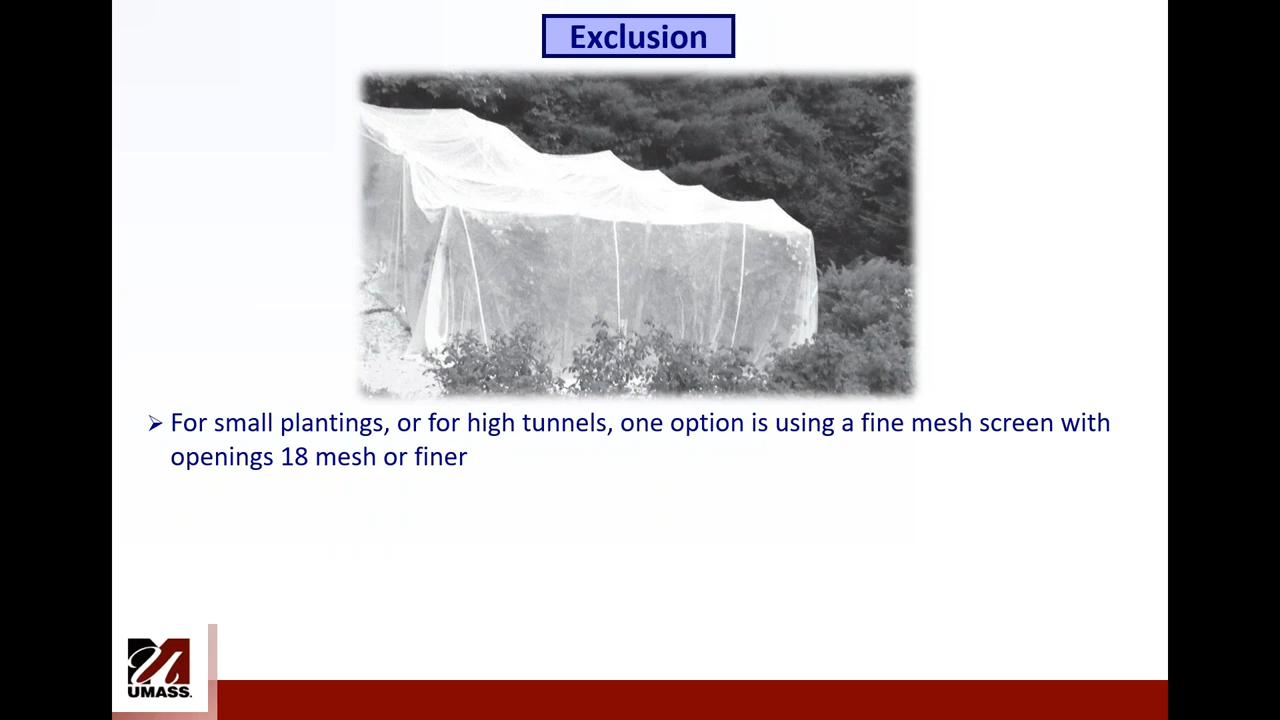 Exclusion
➢ For small plantings, or for high tunnels, one option is using a fine mesh screen with
openings 18 mesh or finer
UMASS.